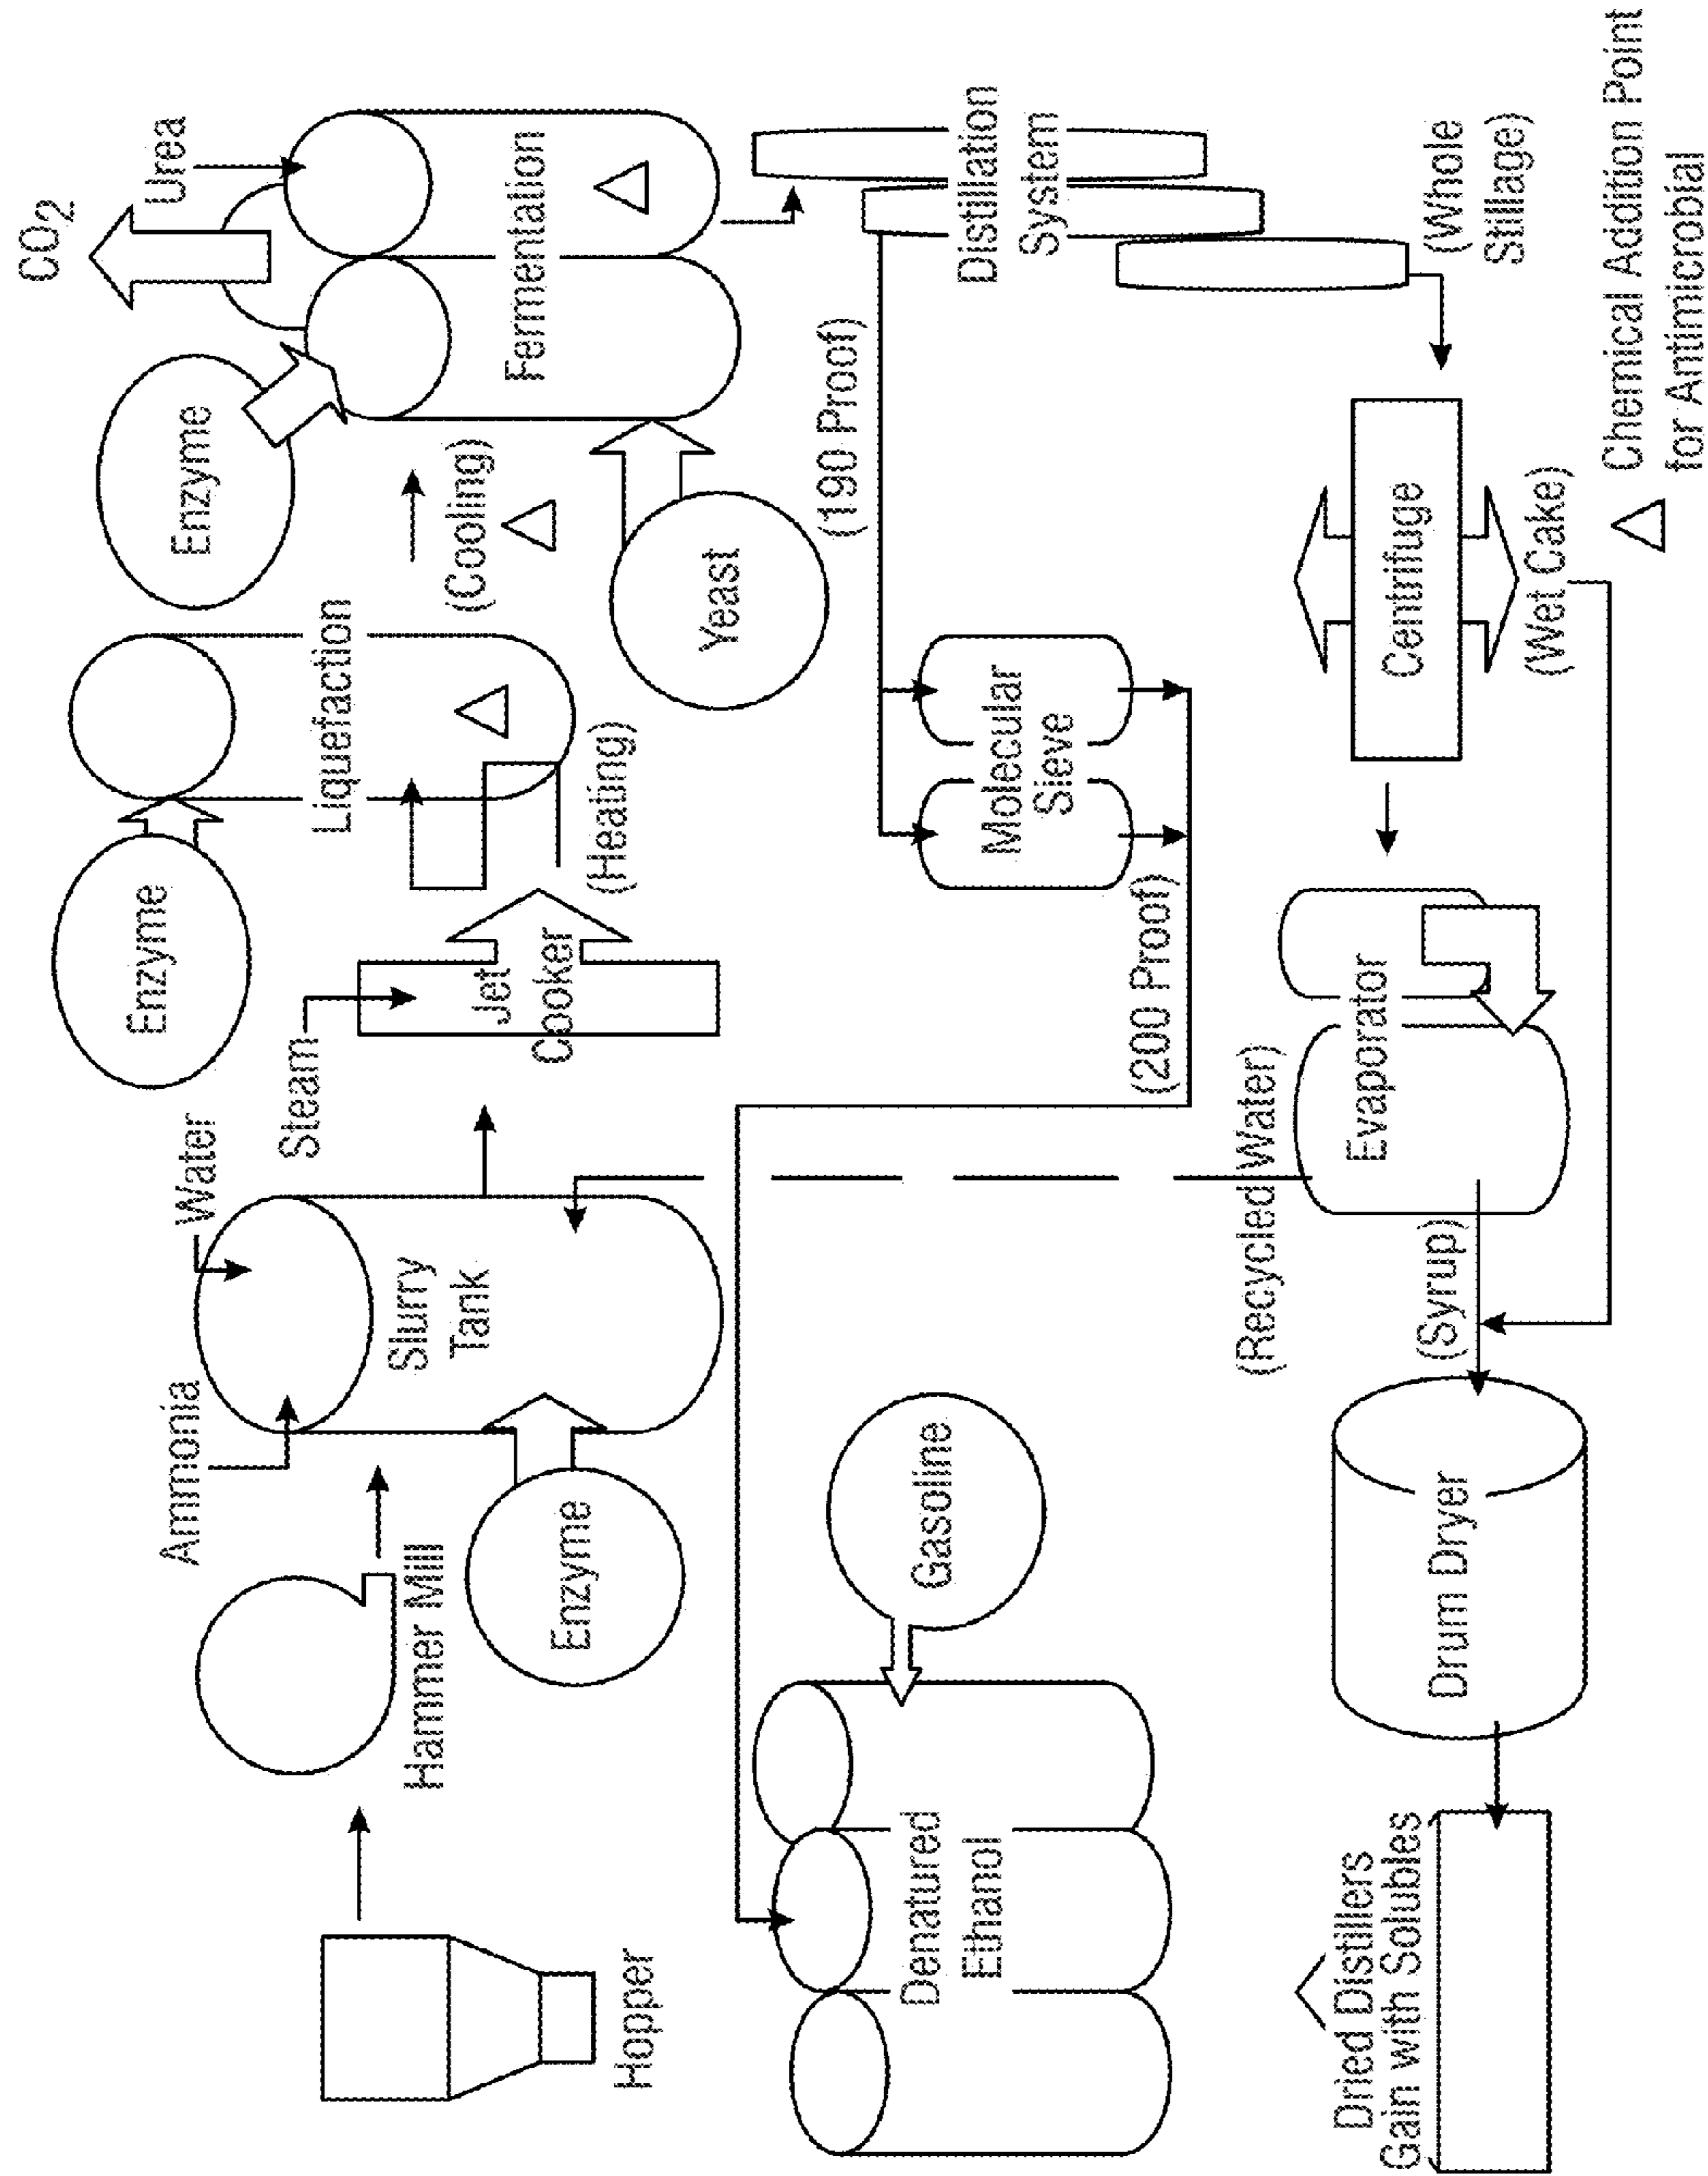 CO2
Urea
Enzyme
Fermentation
(Cooling)
Yeast
Enzyme
Liquefaction
(Heating)
Steam
Jet
Cooker
Water
Ammonia
Slurry
Tank
Enzyme
Hammer Mill
Hopper
Distillation
System
(190 Proof)
Molecular
Sieve
(200 Proof)
Gasoline
Denatured
Ethanol
(Whole
Stillage)
Centrifuge
(Wet Cake)
Evaporator
(Recycled Water)
(Syrup)
Drum Dryer
Dried Distillers
Gain with Solubles
Chemical Addition Point
for Antimicrobial